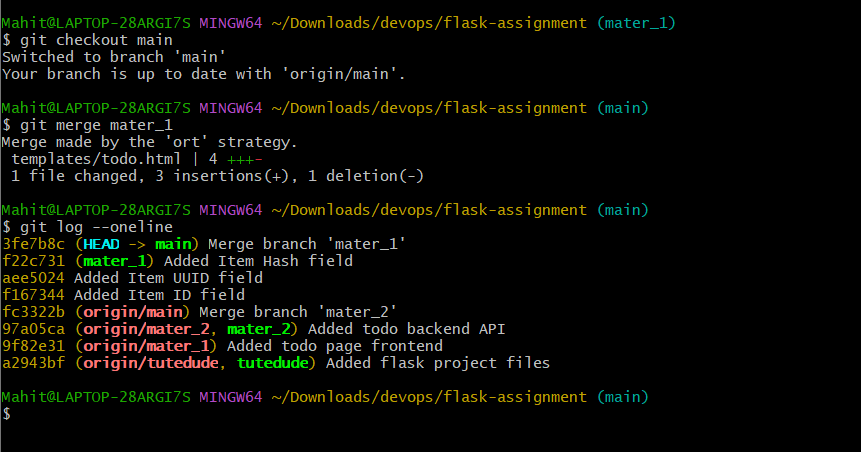 Mahit@LAPTOP-28ARGI7S MINGW64 ~/Downloads/devops/flask-assignment (mater_1)
$ git checkout main
Switched to branch 'main'
Your branch is up to date with 'origin/main'.
Mahit@LAPTOP-28ARGI7S MINGW64 ~/Downloads/devops/flask-assignment (main)
$ git merge mater_1
Merge made by the 'ort' strategy.
templates/todo.html | 4 +++-
1 file changed, 3 insertions(+), 1 deletion(-)
Mahit@LAPTOP-28ARGI7S MINGW64 ~/Downloads/devops/flask-assignment (main)
$ git log --oneline
3fe7b8c (HEAD -> main) Merge branch 'mater_1'
f22c731 (mater_1) Added Item Hash field
aee5024 Added Item UUID field
f167344 Added Item ID field
fc3322b (origin/main) Merge branch 'mater_2'
97a05ca (origin/mater_2, mater_2) Added todo backend API
9f82e31 (origin/mater_1) Added todo page frontend
a2943bf (origin/tutedude, tutedude) Added flask project files
Mahit@LAPTOP-28ARGI7S MINGW64 ~/Downloads/devops/flask-assignment (main)
$